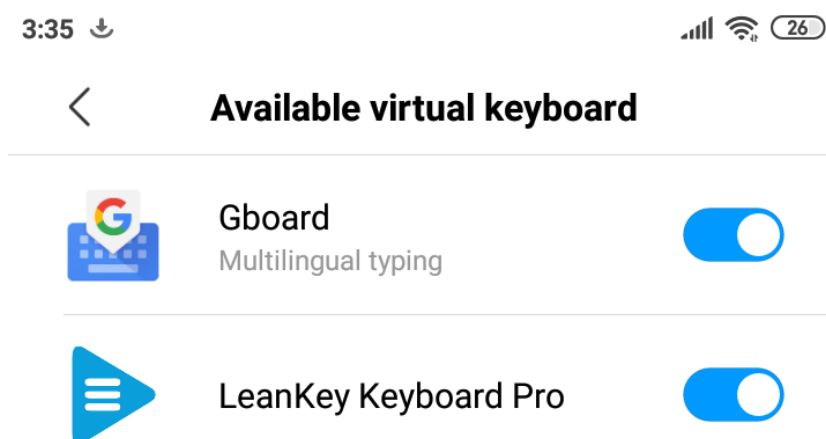 3:35
26
Available virtual keyboard
G
Gboard
Multilingual typing
LeanKey Keyboard Pro